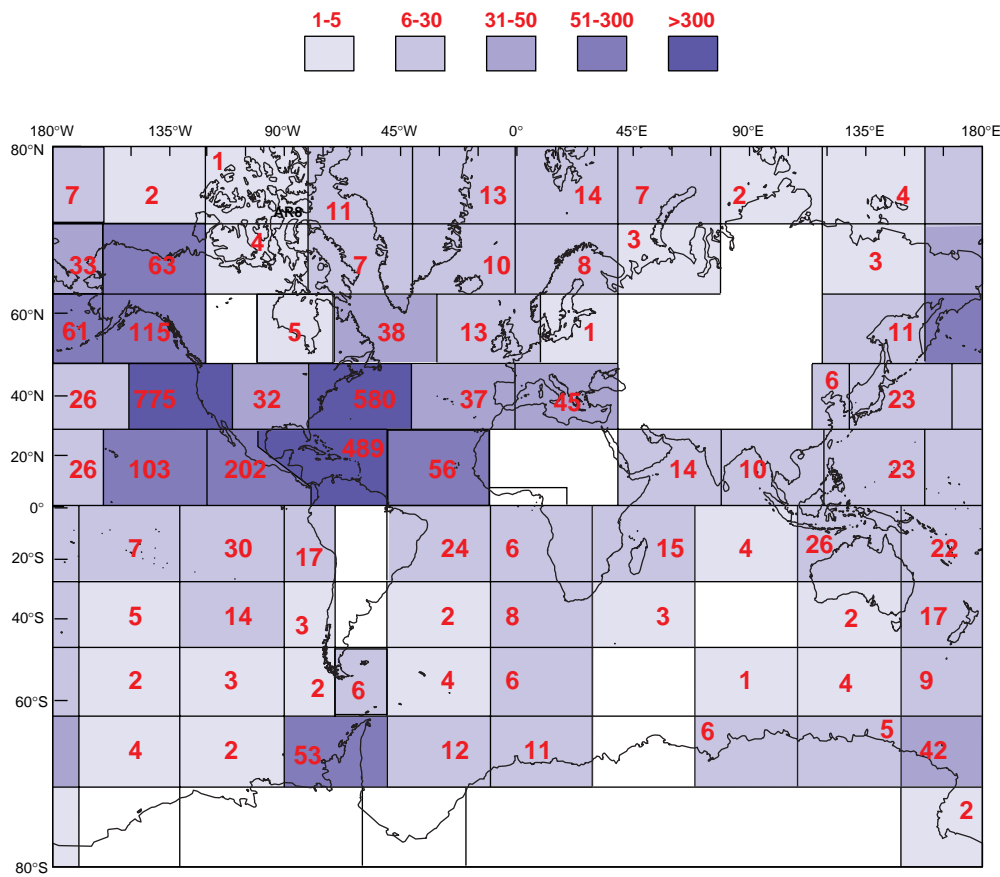 1-5 6-30 31-50 51-300 >300
180°W 135°W 90°W 45°W 0° 45°E 90°E 135°E 180°E
80°N
1
7 2 13 14 7 2 4
AR8
11
4 3
33 63 7 10 8 3
60°N
61 115 5 38 13 1 11
6
40°N 26 775 32 580 37 45 23
489
20°N 26 103 202 56 14 10 23
0°
20°S 7 30 17 24 6 15 4 26 22
40°S 5 14 3 2 8 3 2 17
2 3 2 6 4 6 1 4 9
60°S
6 5
4 2 53 12 11 42
2
80°S